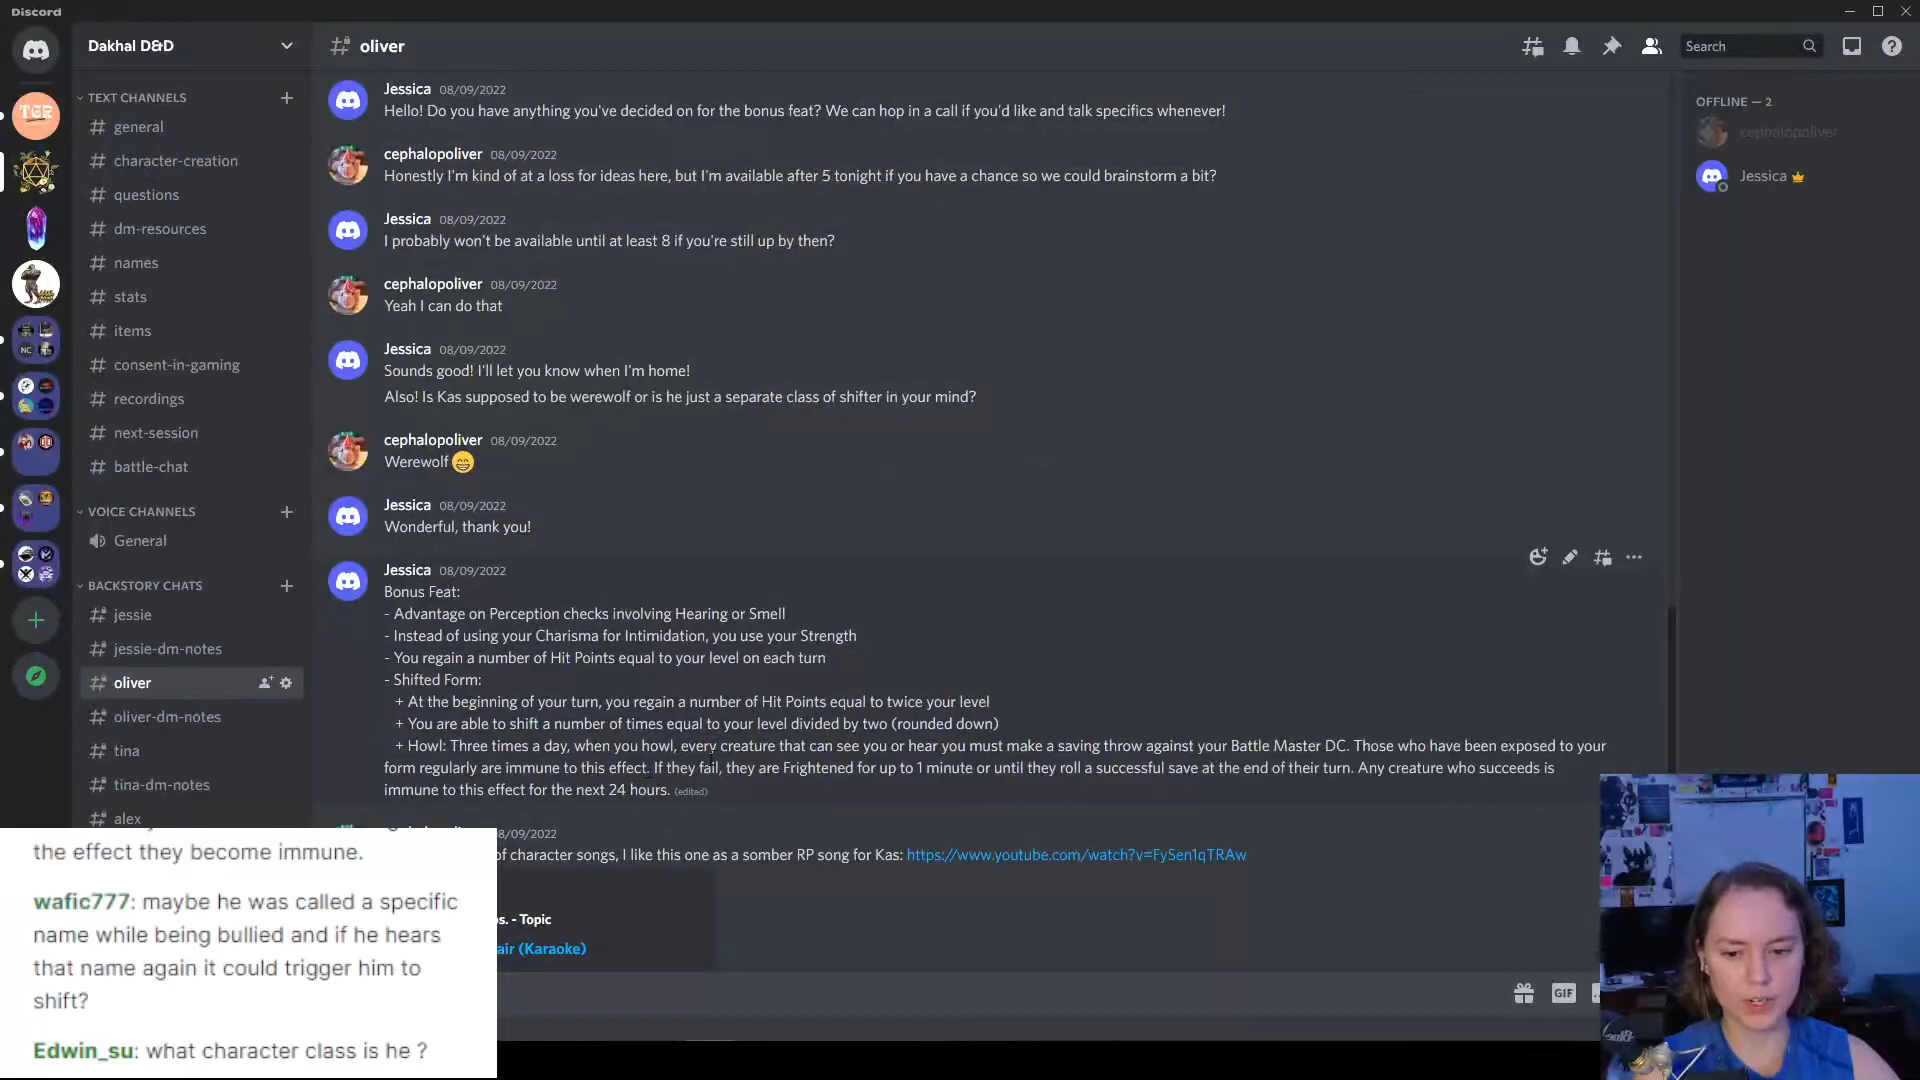 Discord
Dakhal D&D
oliver
Search
TEXT CHANNELS
general
character-creation
questions
dm-resources
names
stats
items
consent-in-gaming
recordings
next-session
battle-chat
VOICE CHANNELS
General
BACKSTORY CHATS
jessie
jessie-dm-notes
oliver
oliver-dm-notes
tina
tina-dm-notes
alex
TGR
NC
Jessica 08/09/2022
Hello! Do you have anything you've decided on for the bonus feat? We can hop in a call if you'd like and talk specifics whenever!
cephalopoliver 08/09/2022
Honestly I'm kind of at a loss for ideas here, but I'm available after 5 tonight if you have a chance so we could brainstorm a bit?
Jessica 08/09/2022
I probably won't be available until at least 8 if you're still up by then?
cephalopoliver 08/09/2022
Yeah I can do that
Jessica 08/09/2022
Sounds good! I'll let you know when I'm home!
Also! Is Kas supposed to be werewolf or is he just a separate class of shifter in your mind?
cephalopoliver 08/09/2022
Werewolf 😁
Jessica 08/09/2022
Wonderful, thank you!
Jessica 08/09/2022
Bonus Feat:
- Advantage on Perception checks involving Hearing or Smell
- Instead of using your Charisma for Intimidation, you use your Strength
- You regain a number of Hit Points equal to your level on each turn
- Shifted Form:
+ At the beginning of your turn, you regain a number of Hit Points equal to twice your level
+ You are able to shift a number of times equal to your level divided by two (rounded down)
+ Howl: Three times a day, when you howl, every creature that can see you or hear you must make a saving throw against your Battle Master DC. Those who have been exposed to your
form regularly are immune to this effect. If they fail, they are Frightened for up to 1 minute or until they roll a successful save at the end of their turn. Any creature who succeeds is
immune to this effect for the next 24 hours. (edited)
8/09/2022
of character songs, I like this one as a somber RP song for Kas: https://www.youtube.com/watch?v=FySen1qTRAw
s. - Topic
air (Karaoke)
GIF
OFFLINE — 2
cephalopoliver
Jessica
the effect they become immune.
wafic777: maybe he was called a specific
name while being bullied and if he hears
that name again it could trigger him to
shift?
Edwin_su: what character class is he ?